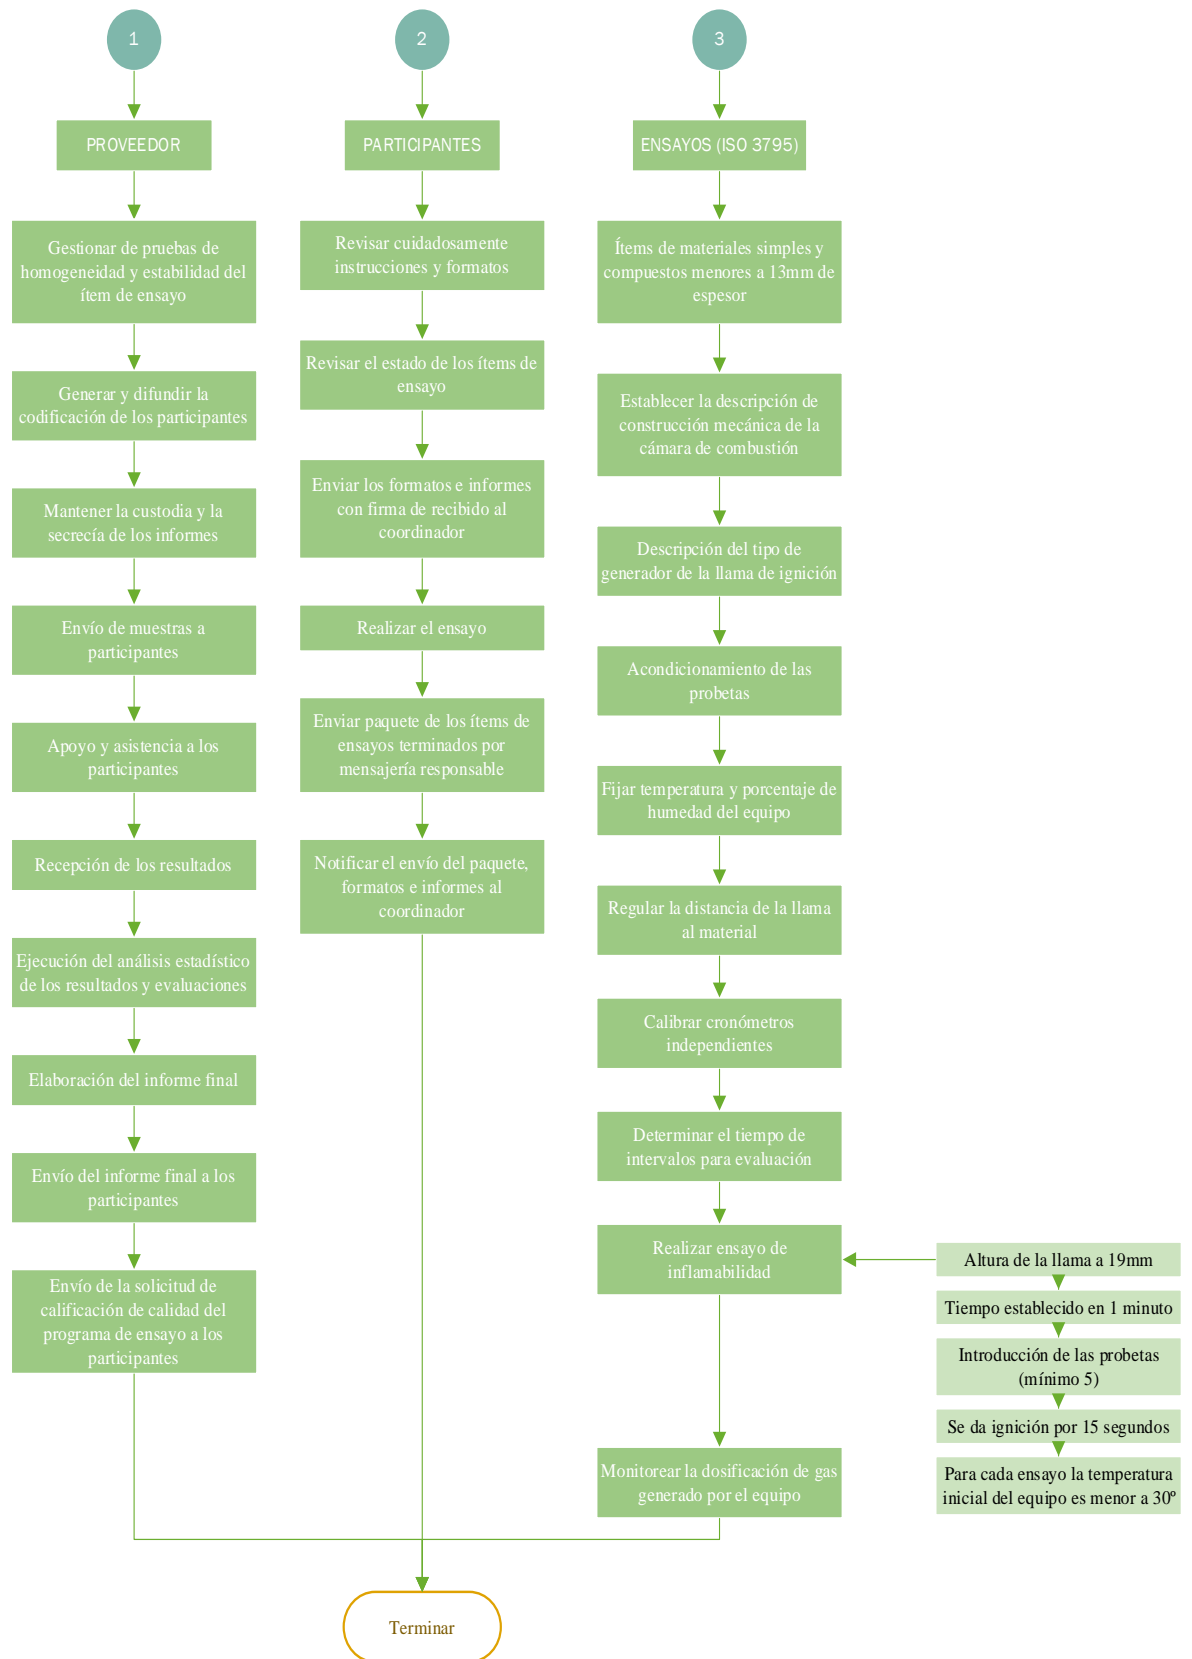 1
PROVEEDOR
Gestionar de pruebas de
homogeneidad y estabilidad del
ítem de ensayo
Generar y difundir la
codificación de los participantes
Mantener la custodia y la
secrecía de los informes
Envío de muestras a
participantes
Apoyo y asistencia a los
participantes
Recepción de los resultados
Ejecución del análisis estadístico
de los resultados y evaluaciones
Elaboración del informe final
Envío del informe final a los
participantes
Envío de la solicitud de
calificación de calidad del
programa de ensayo a los
participantes
2
PARTICIPANTES
Revisar cuidadosamente
instrucciones y formatos
Revisar el estado de los ítems de
ensayo
Enviar los formatos e informes
con firma de recibido al
coordinador
Realizar el ensayo
Enviar paquete de los ítems de
ensayos terminados por
mensajería responsable
Notificar el envío del paquete,
formatos e informes al
coordinador
3
ENSAYOS (ISO 3795)
Ítems de materiales simples y
compuestos menores a 13mm de
espesor
Establecer la descripción de
construcción mecánica de la
cámara de combustión
Descripción del tipo de
generador de la llama de ignición
Acondicionamiento de las
probetas
Fijar temperatura y porcentaje de
humedad del equipo
Regular la distancia de la llama
al material
Calibrar cronómetros
independientes
Determinar el tiempo de
intervalos para evaluación
Realizar ensayo de
inflamabilidad
Altura de la llama a 19mm
Tiempo establecido en 1 minuto
Introducción de las probetas
(mínimo 5)
Se da ignición por 15 segundos
Para cada ensayo la temperatura
inicial del equipo es menor a 30º
Monitorear la dosificación de gas
generado por el equipo
Terminar